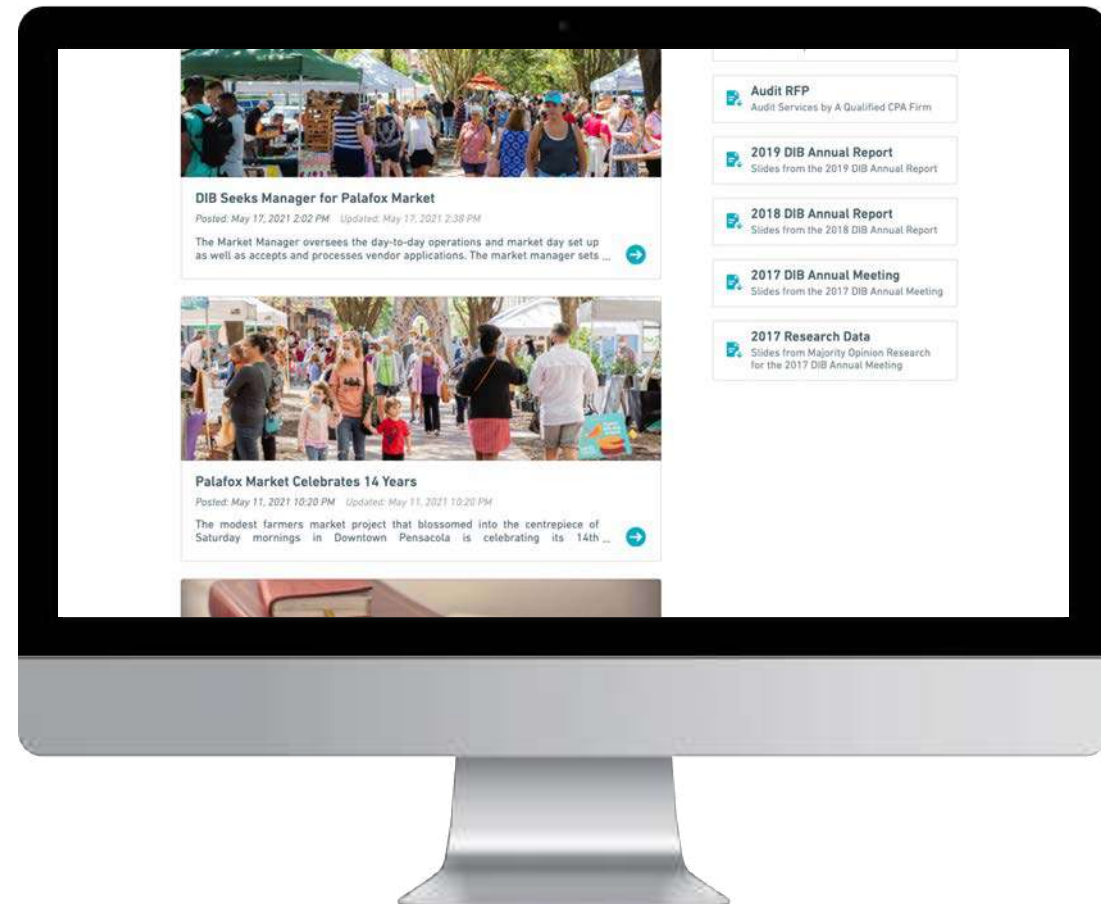 DIB Seeks Manager for Palafox Market
Posted: May 17, 2021 2:02 PM Updated: May 17, 2021 2:38 PM
The Market Manager oversees the day-to-day operations and market day set up
as well as accepts and processes vendor applications. The market manager sets ...
Palafox Market Celebrates 14 Years
Posted: May 11, 2021 10:20 PM Updated: May 11, 2021 10:20 PM
The modest farmers market project that blossomed into the centrepiece of
Saturday mornings in Downtown Pensacola is celebrating its 14th ...
Audit RFP
Audit Services by A Qualified CPA Firm
2019 DIB Annual Report
Slides from the 2019 DIB Annual Report
2018 DIB Annual Report
Slides from the 2018 DIB Annual Report
2017 DIB Annual Meeting
Slides from the 2017 DIB Annual Meeting
2017 Research Data
Slides from Majority Opinion Research
for the 2017 DIB Annual Meeting